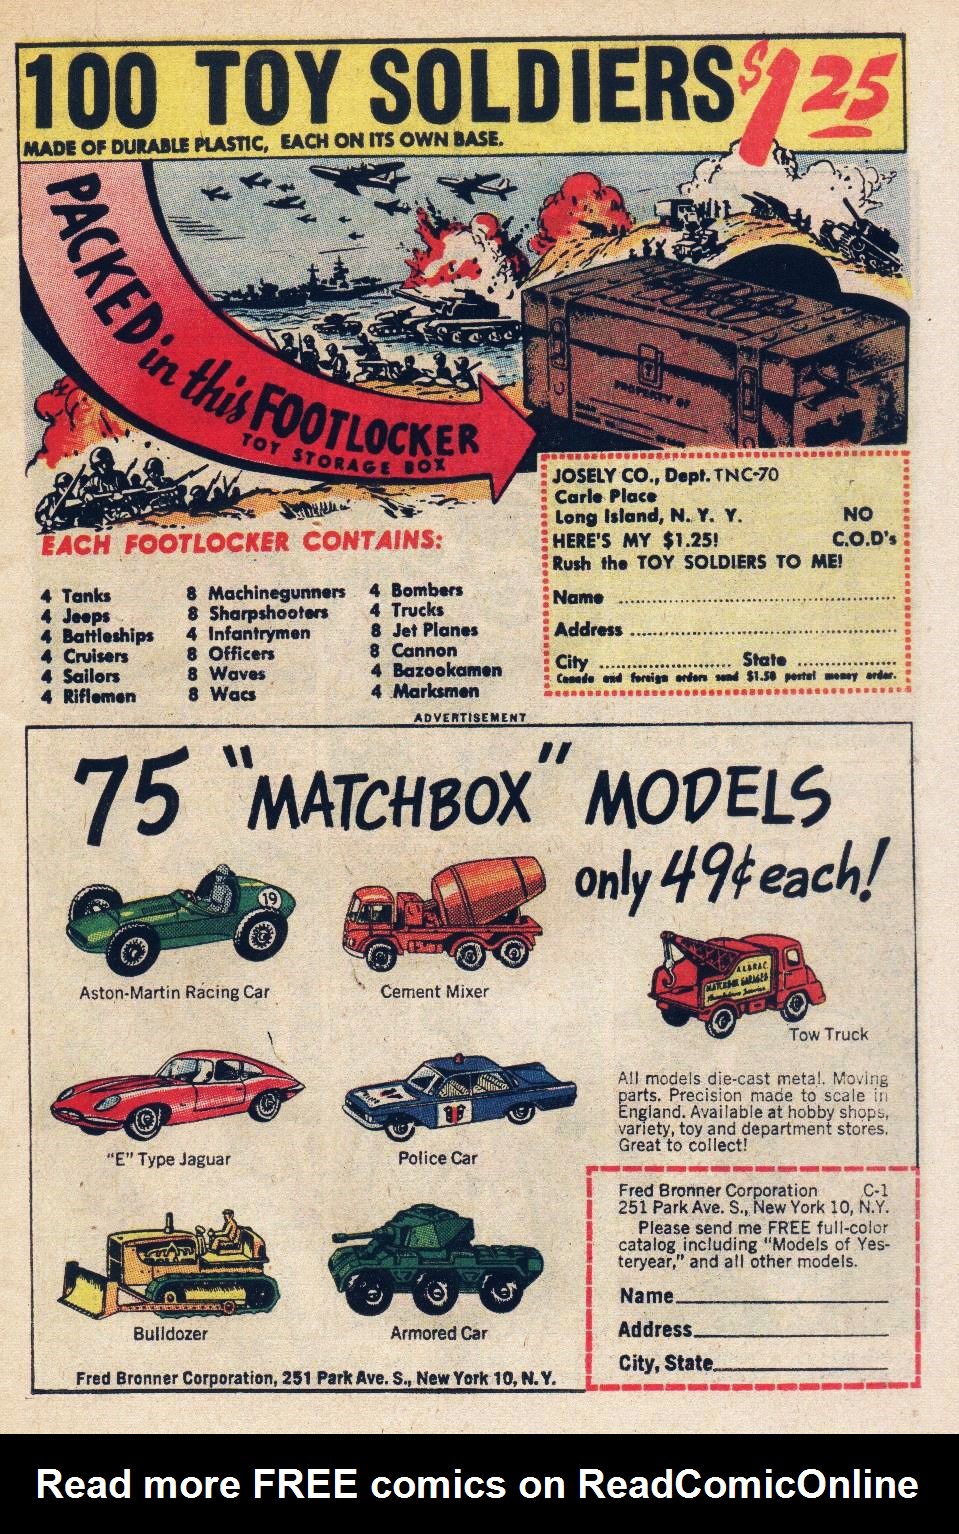 100 TOY SOLDIERS $1.25
MADE OF DURABLE PLASTIC, EACH ON ITS OWN BASE.
PACKED in this FOOTLOCKER
TOY STORAGE BOX
PROPERTY OF
JOSELY CO., Dept. TNC-70
Carle Place
Long Island, N. Y. Y. NO
HERE'S MY $1.25! C.O.D's
Rush the TOY SOLDIERS TO ME!
Name
Address
City State
Canada and foreign orders send $1.50 postal money order.
EACH FOOTLOCKER CONTAINS:
4 Tanks
4 Jeeps
4 Battleships
4 Cruisers
4 Sailors
4 Riflemen
8 Machinegunners
8 Sharpshooters
4 Infantrymen
8 Officers
8 Waves
8 Wacs
4 Bombers
4 Trucks
8 Jet Planes
8 Cannon
4 Bazookamen
4 Marksmen
ADVERTISEMENT
75 "MATCHBOX" MODELS
only 49¢ each!
19
Aston-Martin Racing Car
Cement Mixer
MATCHBOX GARAGES
Tow Truck
"E" Type Jaguar
Police Car
Bulldozer
Armored Car
All models die-cast metal. Moving
parts. Precision made to scale in
England. Available at hobby shops,
variety, toy and department stores.
Great to collect!
Fred Bronner Corporation C-1
251 Park Ave. S., New York 10, N.Y.
Please send me FREE full-color
catalog including "Models of Yes-
teryear," and all other models.
Name
Address
City, State
Fred Bronner Corporation, 251 Park Ave. S., New York 10, N.Y.
Read more FREE comics on ReadComicOnline